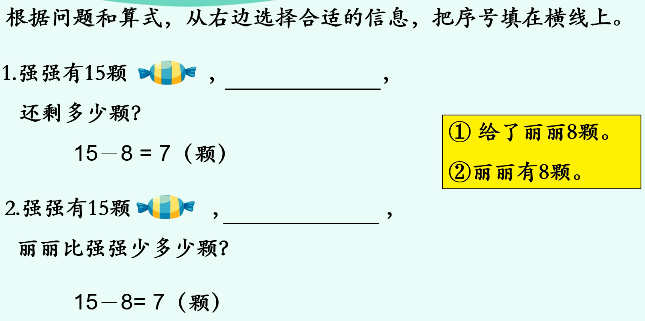 根据问题和算式，从右边选择合适的信息，把序号填在横线上。
1.强强有15颗 ，__________，
还剩多少颗？
15－8 = 7（颗）
① 给了丽丽8颗。
②丽丽有8颗。
2.强强有15颗 ，__________，
丽丽比强强少多少颗？
15－8= 7（颗）